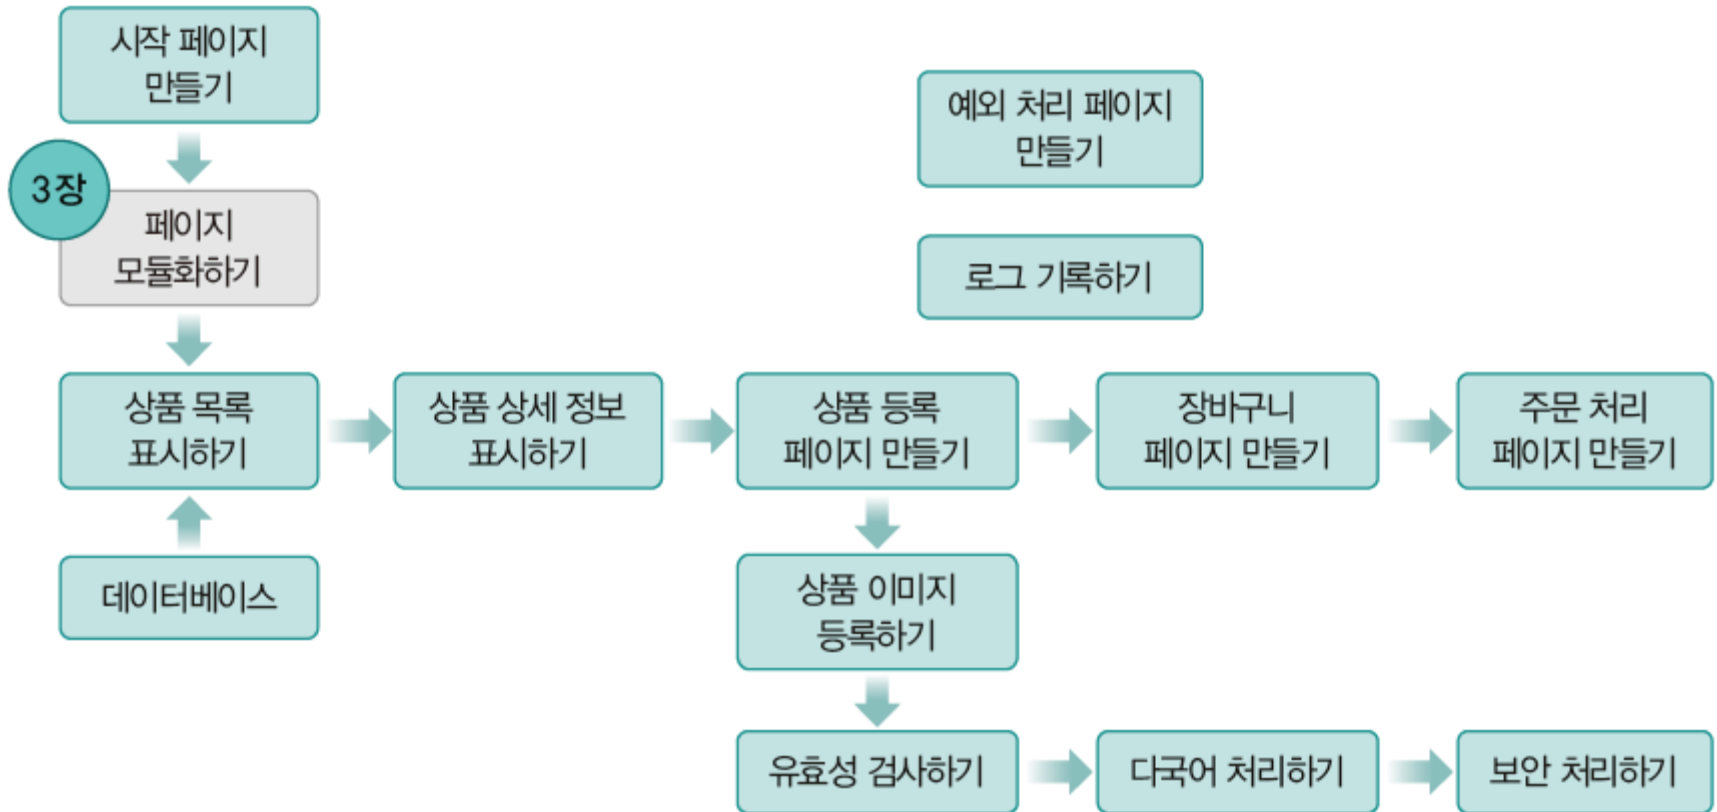 시작 페이지
만들기
예외 처리 페이지
만들기
3장
페이지
모듈화하기
로그 기록하기
상품 목록
표시하기
상품 상세 정보
표시하기
상품 등록
페이지 만들기
장바구니
페이지 만들기
주문 처리
페이지 만들기
데이터베이스
상품 이미지
등록하기
유효성 검사하기
다국어 처리하기
보안 처리하기